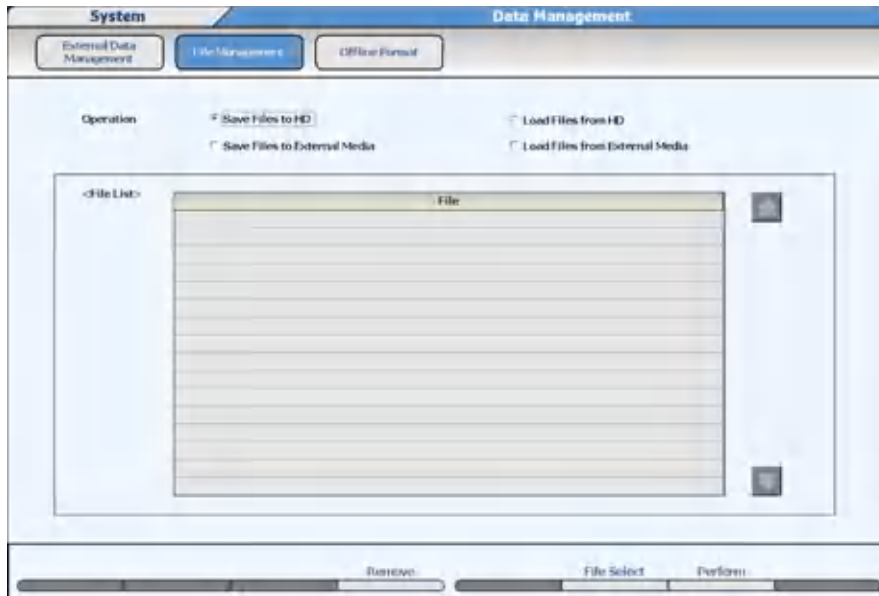 System
Data Management
External Data
Management
File Management
Offline Format
Operation
Save Files to HD
Load Files from HD
Save Files to External Media
Load Files from External Media
<File List>
File
Remove
File Select
Perform